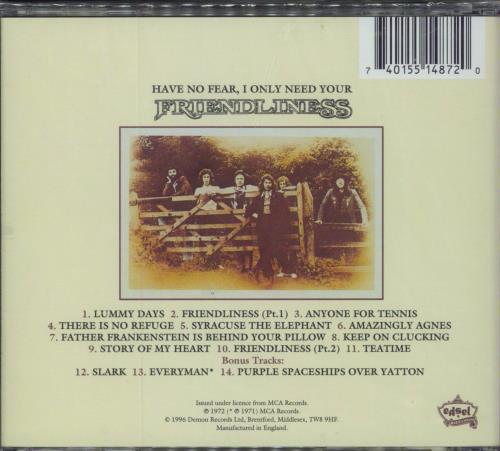 7 40155 14872 0
HAVE NO FEAR, I ONLY NEED YOUR
FRIENDLINESS
1. LUMMY DAYS 2. FRIENDLINESS (Pt.1) 3. ANYONE FOR TENNIS
4. THERE IS NO REFUGE 5. SYRACUSE THE ELEPHANT 6. AMAZINGLY AGNES
7. FATHER FRANKENSTEIN IS BEHIND YOUR PILLOW 8. KEEP ON CLUCKING
9. STORY OF MY HEART 10. FRIENDLINESS (Pt.2) 11. TEATIME
Bonus Tracks:
12. SLARK 13. EVERYMAN* 14. PURPLE SPACESHIPS OVER YATTON
Issued under licence from MCA Records.
℗ 1972 (* ℗ 1971) MCA Records.
© 1996 Demon Records Ltd, Brentford, Middlesex, TW8 9HF.
Manufactured in England.
edsel